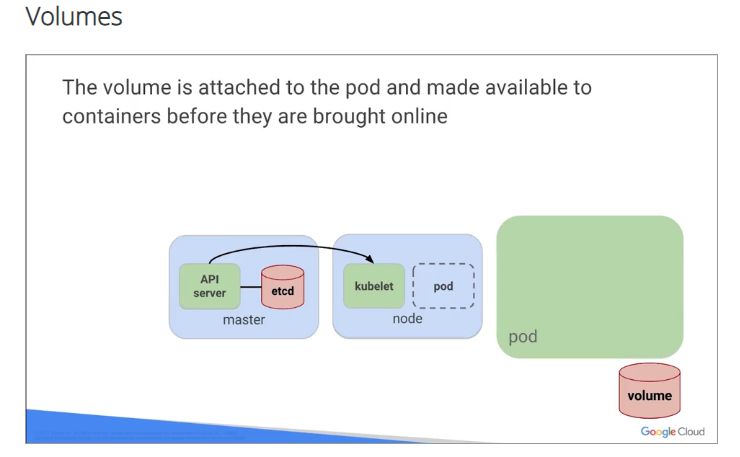 Volumes
The volume is attached to the pod and made available to
containers before they are brought online
API
server
etcd
master
kubelet
pod
node
pod
volume
Google Cloud